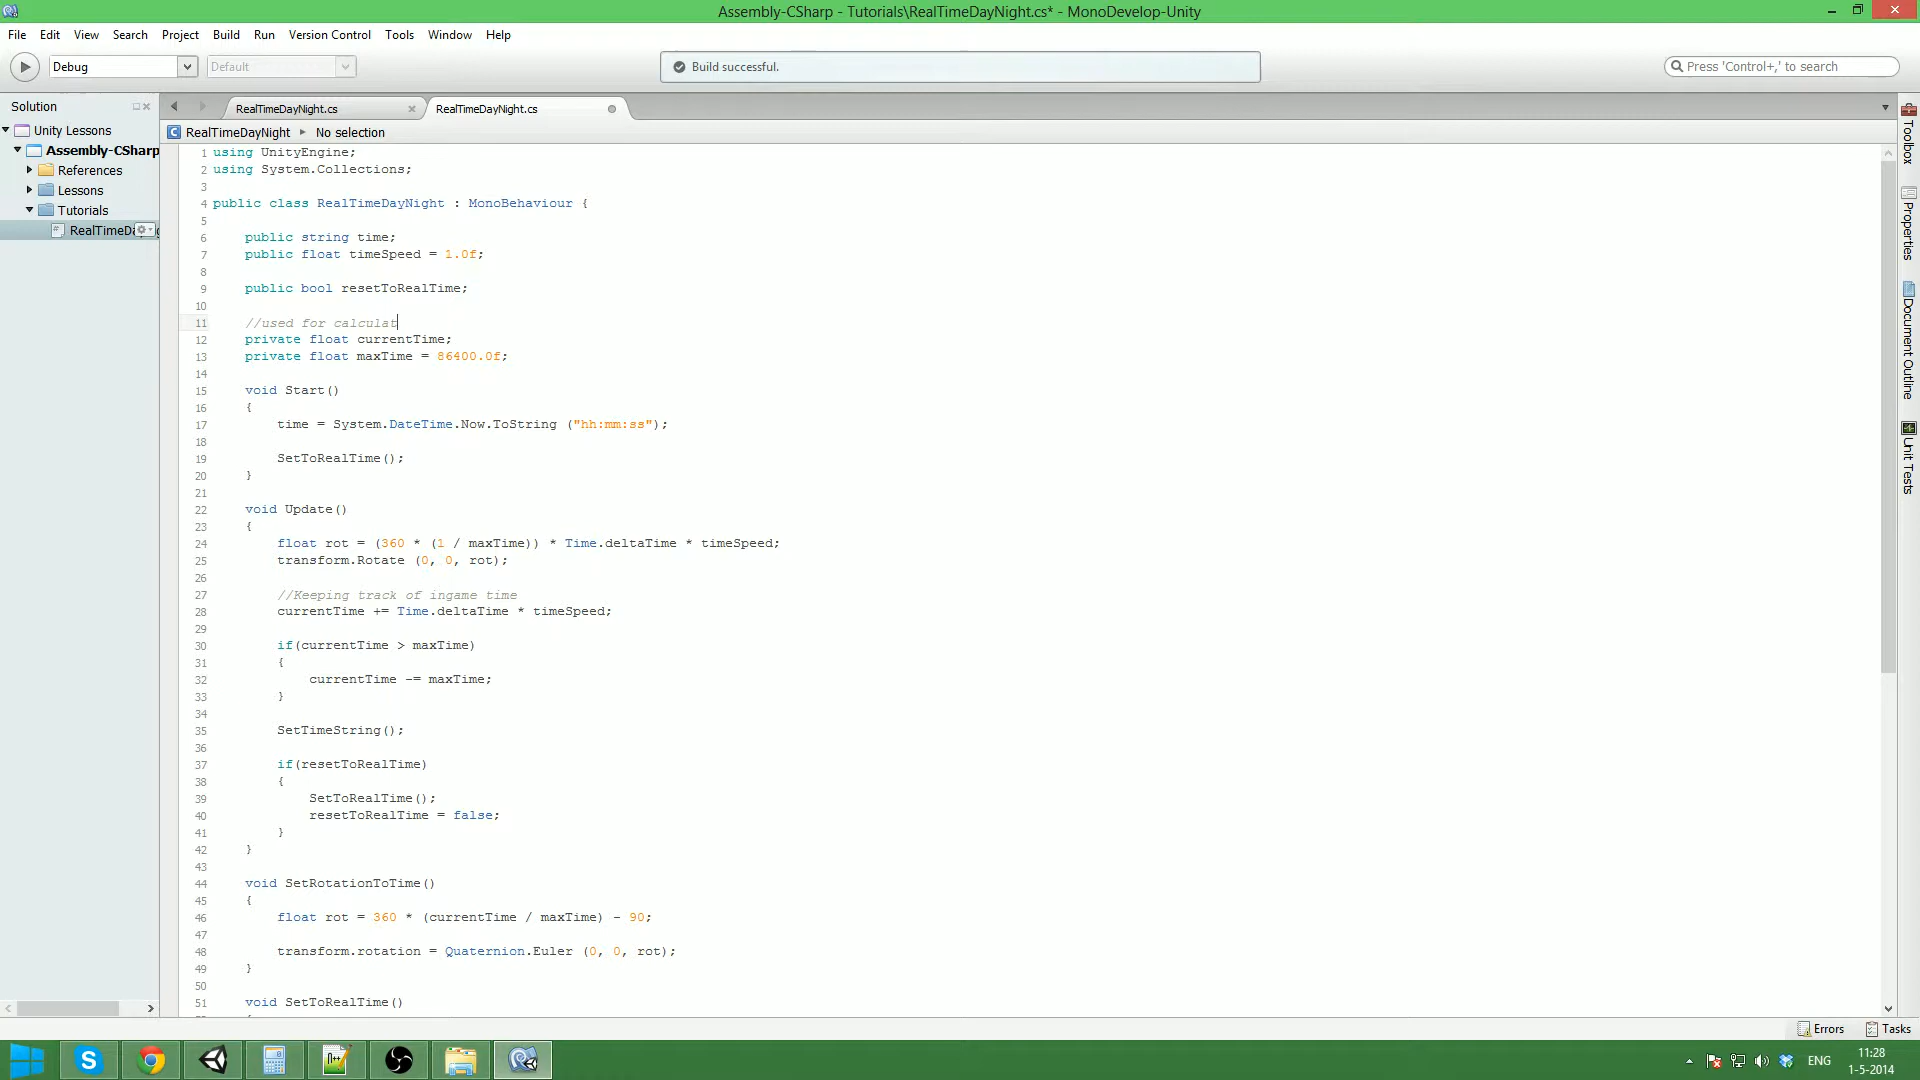 Assembly-CSharp - Tutorials\RealTimeDayNight.cs* - MonoDevelop-Unity
File Edit View Search Project Build Run Version Control Tools Window Help
Debug
Default
Build successful.
Press 'Control+,' to search
Solution
Unity Lessons
Assembly-CSharp
References
Lessons
Tutorials
RealTimeDa
RealTimeDayNight.cs
RealTimeDayNight.cs
RealTimeDayNight ▸ No selection
1 using UnityEngine;
2 using System.Collections;
3
4 public class RealTimeDayNight : MonoBehaviour {
5
6 public string time;
7 public float timeSpeed = 1.0f;
8
9 public bool resetToRealTime;
10
11 //used for calculat
12 private float currentTime;
13 private float maxTime = 86400.0f;
14
15 void Start()
16 {
17 time = System.DateTime.Now.ToString ("hh:mm:ss");
18
19 SetToRealTime();
20 }
21
22 void Update()
23 {
24 float rot = (360 * (1 / maxTime)) * Time.deltaTime * timeSpeed;
25 transform.Rotate (0, 0, rot);
26
27 //Keeping track of ingame time
28 currentTime += Time.deltaTime * timeSpeed;
29
30 if(currentTime > maxTime)
31 {
32 currentTime -= maxTime;
33 }
34
35 SetTimeString();
36
37 if(resetToRealTime)
38 {
39 SetToRealTime();
40 resetToRealTime = false;
41 }
42 }
43
44 void SetRotationToTime()
45 {
46 float rot = 360 * (currentTime / maxTime) - 90;
47
48 transform.rotation = Quaternion.Euler (0, 0, rot);
49 }
50
51 void SetToRealTime()
Toolbox
Properties
Document Outline
Unit Tests
Errors
Tasks
ENG
11:28
1-5-2014